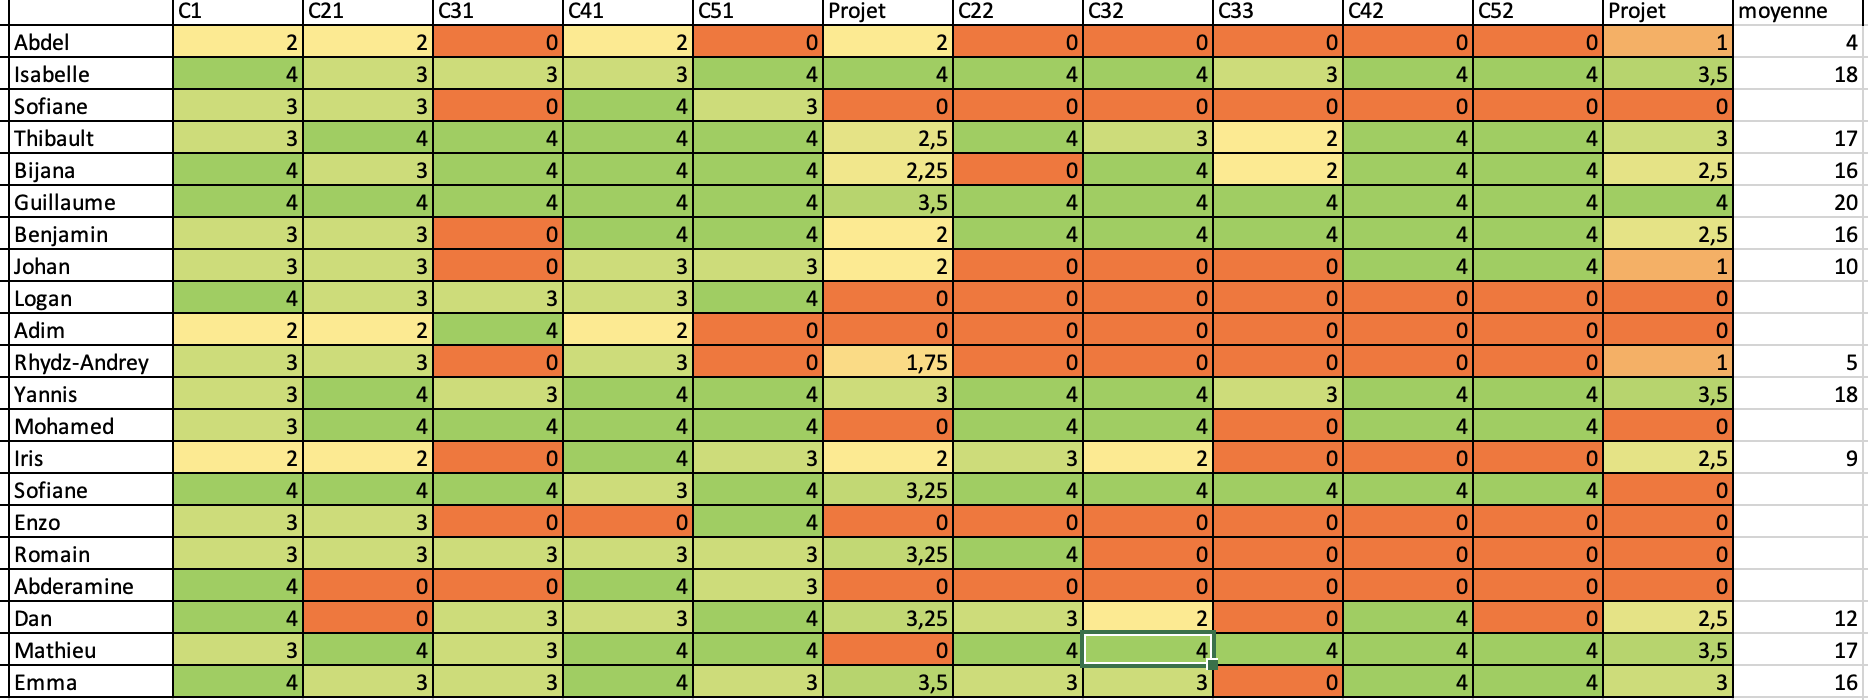 C1 C21 C31 C41 C51 Projet C22 C32 C33 C42 C52 Projet moyenne
Abdel 2 2 0 2 0 2 0 0 0 0 0 1 4
Isabelle 4 3 3 3 4 4 4 4 3 4 4 3,5 18
Sofiane 3 3 0 4 3 0 0 0 0 0 0 0
Thibault 3 4 4 4 4 2,5 4 3 2 4 4 3 17
Bijana 4 3 4 4 4 2,25 0 4 2 4 4 2,5 16
Guillaume 4 4 4 4 4 3,5 4 4 4 4 4 4 20
Benjamin 3 3 0 4 4 2 4 4 4 4 4 2,5 16
Johan 3 3 0 3 3 2 0 0 0 4 4 1 10
Logan 4 3 3 3 4 0 0 0 0 0 0 0
Adim 2 2 4 2 0 0 0 0 0 0 0 0
Rhydz-Andrey 3 3 0 3 0 1,75 0 0 0 0 0 1 5
Yannis 3 4 3 4 4 3 4 4 3 4 4 3,5 18
Mohamed 3 4 4 4 4 0 4 4 0 4 4 0
Iris 2 2 0 4 3 2 3 2 0 0 0 2,5 9
Sofiane 4 4 4 3 4 3,25 4 4 4 4 4 0
Enzo 3 3 0 0 4 0 0 0 0 0 0 0
Romain 3 3 3 3 3 3,25 4 0 0 0 0 0
Abderamine 4 0 0 4 3 0 0 0 0 0 0 0
Dan 4 0 3 3 4 3,25 3 2 0 4 0 2,5 12
Mathieu 3 4 3 4 4 0 4 4 4 4 4 3,5 17
Emma 4 3 3 4 3 3,5 3 3 0 4 4 3 16